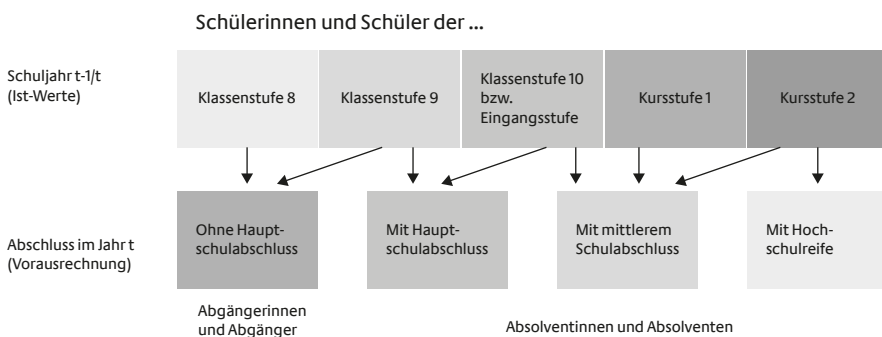 Schülerinnen und Schüler der ...
Schuljahr t-1/t
(Ist-Werte)
Klassenstufe 8
Klassenstufe 9
Klassenstufe 10
bzw.
Eingangsstufe
Kursstufe 1
Kursstufe 2
Abschluss im Jahr t
(Vorausrechnung)
Ohne Haupt-
schulabschluss
Mit Haupt-
schulabschluss
Mit mittlerem
Schulabschluss
Mit Hoch-
schulreife
Abgängerinnen
und Abgänger
Absolventinnen und Absolventen